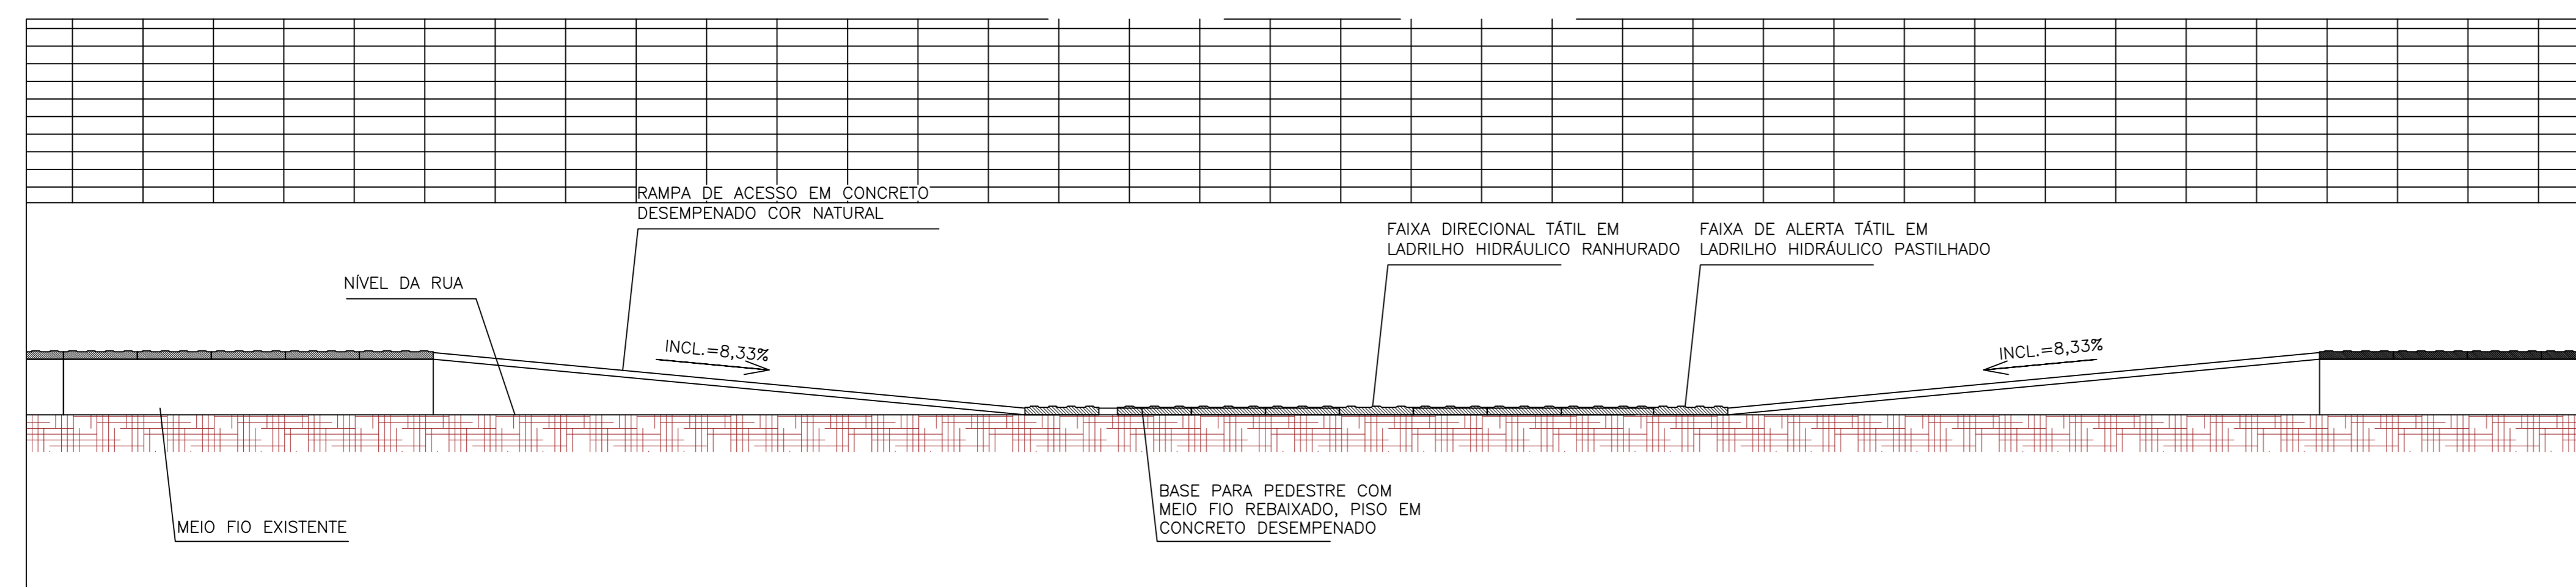 RAMPA DE ACESSO EM CONCRETO
DESEMPENADO COR NATURAL
FAIXA DIRECIONAL TÁTIL EM
LADRILHO HIDRÁULICO RANHURADO
FAIXA DE ALERTA TÁTIL EM
LADRILHO HIDRÁULICO PASTILHADO
NÍVEL DA RUA
INCL.=8,33%
INCL.=8,33%
BASE PARA PEDESTRE COM
MEIO FIO REBAIXADO, PISO EM
CONCRETO DESEMPENADO
MEIO FIO EXISTENTE